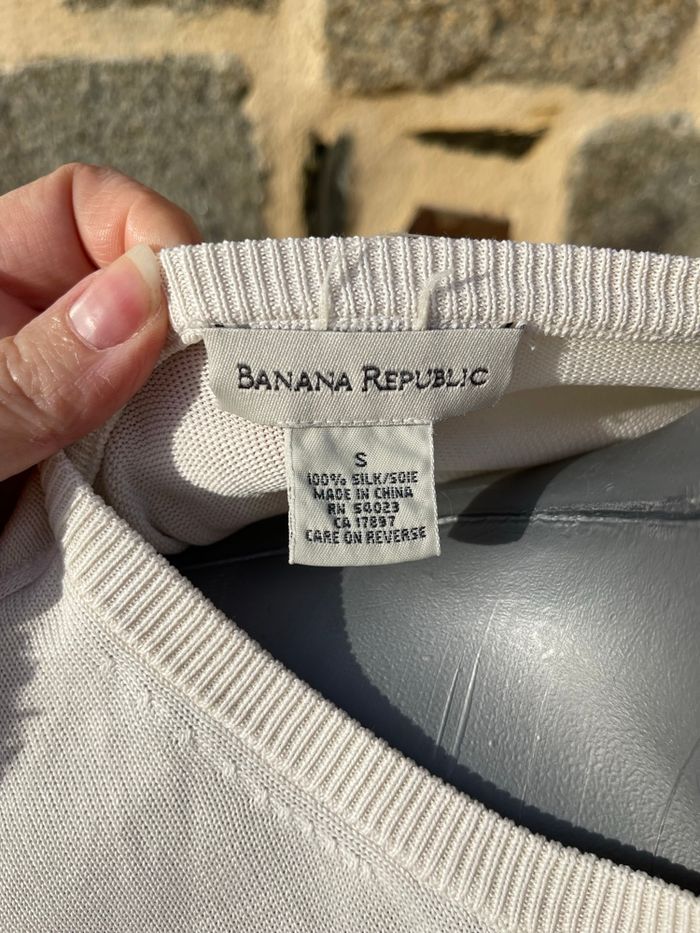 BANANA REPUBLIC
S
100% SILK/SOIE
MADE IN CHINA
RN 54023
CA 17897
CARE ON REVERSE